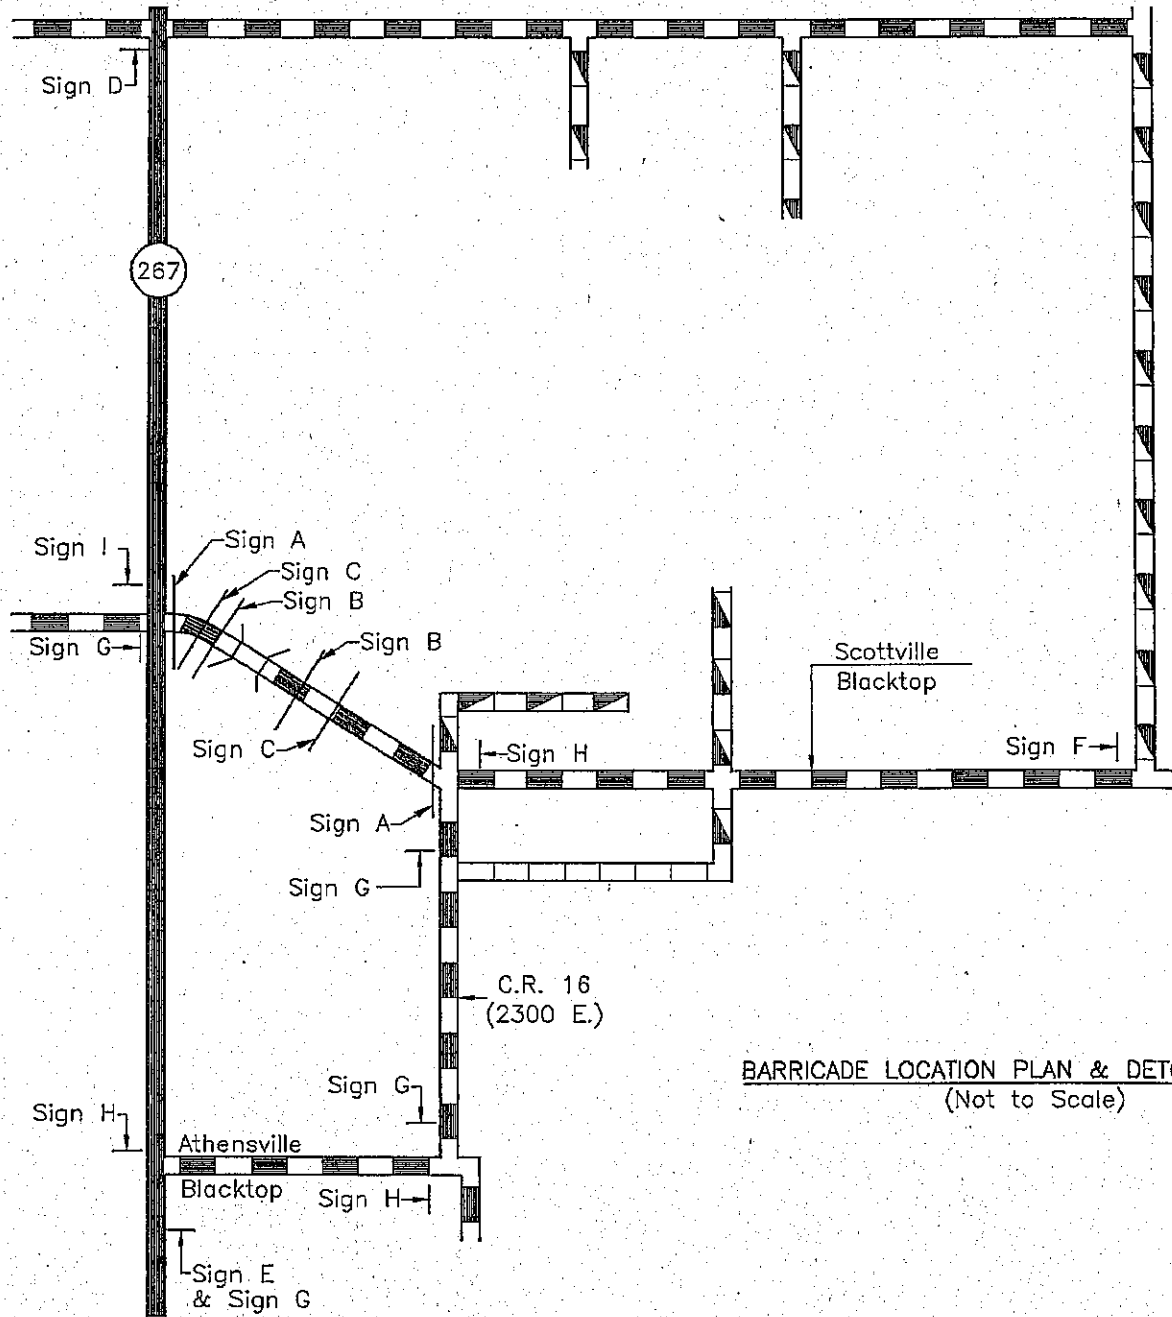 Sign D
267
Sign I
Sign A
Sign C
Sign B
Sign G
Sign B
Scottville
Blacktop
Sign C
Sign H
Sign F
Sign A
Sign G
C.R. 16
(2300 E.)
BARRICADE LOCATION PLAN & DET
(Not to Scale)
Sign G
Sign H
Athensville
Blacktop
Sign H
Sign E
& Sign G